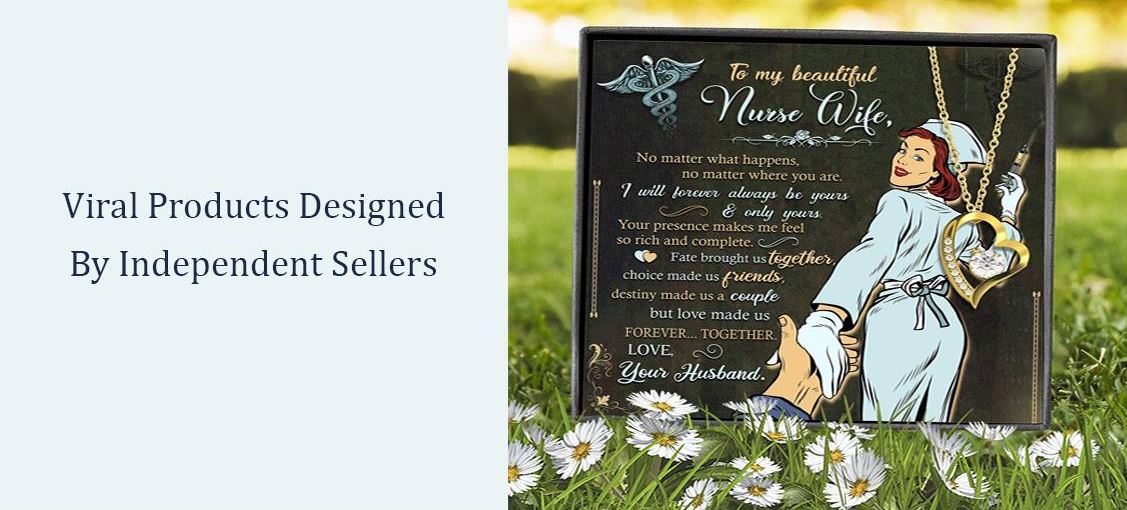 Viral Products Designed
By Independent Sellers
To my beautiful
Nurse Wife,
No matter what happens,
no matter where you are.
I will forever always be yours
& only yours.
Your presence makes me feel
so rich and complete.
Fate brought us together,
choice made us friends,
destiny made us a couple
but love made us
FOREVER... TOGETHER.
LOVE,
Your Husband.